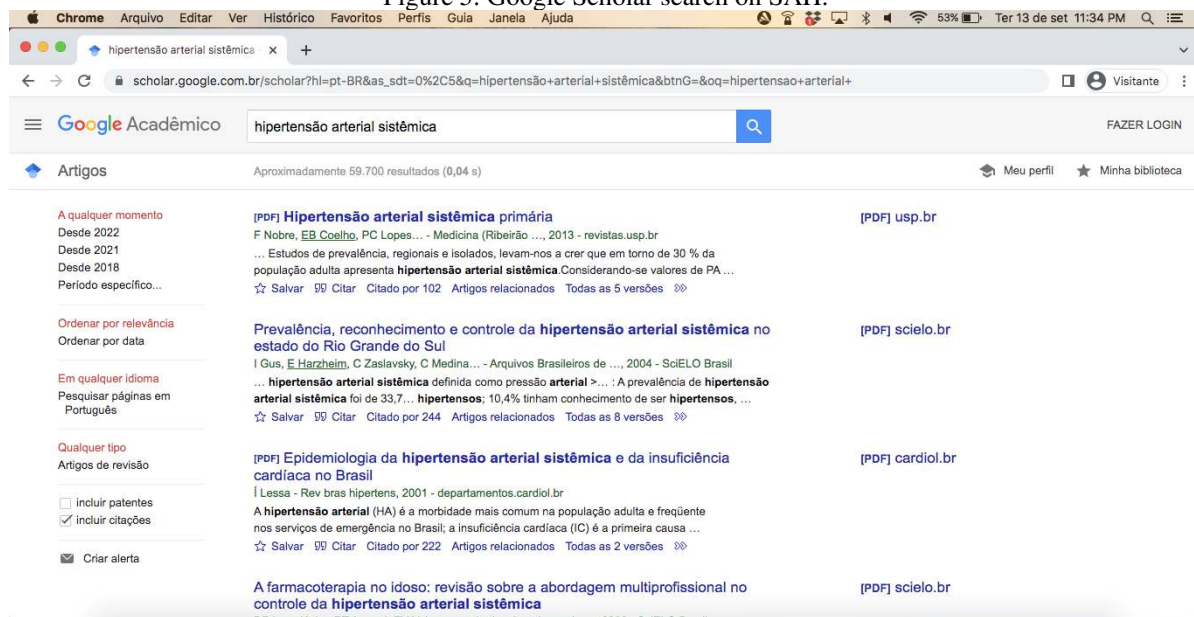 Figure 5. Google Scholar search on SAH.
Chrome Arquivo Editar Ver Histórico Favoritos Perfis Guia Janela Ajuda 53% Ter 13 de set 11:34 PM
hipertensão arterial sistêmica
scholar.google.com.br/scholar?hl=pt-BR&as_sdt=0%2C5&q=hipertensão+arterial+sistêmica&btnG=&oq=hipertensao+arterial+ Visitante
Google Acadêmico hipertensão arterial sistêmica FAZER LOGIN
Artigos Aproximadamente 59.700 resultados (0,04 s) Meu perfil Minha biblioteca
A qualquer momento
Desde 2022
Desde 2021
Desde 2018
Período específico...
Ordenar por relevância
Ordenar por data
Em qualquer idioma
Pesquisar páginas em
Português
Qualquer tipo
Artigos de revisão
incluir patentes
incluir citações
Criar alerta
[PDF] Hipertensão arterial sistêmica primária [PDF] usp.br
F Nobre, EB Coelho, PC Lopes... - Medicina (Ribeirão ..., 2013 - revistas.usp.br
... Estudos de prevalência, regionais e isolados, levam-nos a crer que em torno de 30 % da
população adulta apresenta hipertensão arterial sistêmica.Considerando-se valores de PA ...
Salvar Citar Citado por 102 Artigos relacionados Todas as 5 versões
Prevalência, reconhecimento e controle da hipertensão arterial sistêmica no [PDF] scielo.br
estado do Rio Grande do Sul
I Gus, E Harzheim, C Zaslavsky, C Medina... - Arquivos Brasileiros de ..., 2004 - SciELO Brasil
... hipertensão arterial sistêmica definida como pressão arterial >... : A prevalência de hipertensão
arterial sistêmica foi de 33,7... hipertensos; 10,4% tinham conhecimento de ser hipertensos, ...
Salvar Citar Citado por 244 Artigos relacionados Todas as 8 versões
[PDF] Epidemiologia da hipertensão arterial sistêmica e da insuficiência [PDF] cardiol.br
cardíaca no Brasil
Í Lessa - Rev bras hipertens, 2001 - departamentos.cardiol.br
A hipertensão arterial (HA) é a morbidade mais comum na população adulta e freqüente
nos serviços de emergência no Brasil; a insuficiência cardíaca (IC) é a primeira causa ...
Salvar Citar Citado por 222 Artigos relacionados Todas as 2 versões
A farmacoterapia no idoso: revisão sobre a abordagem multiprofissional no [PDF] scielo.br
controle da hipertensão arterial sistêmica